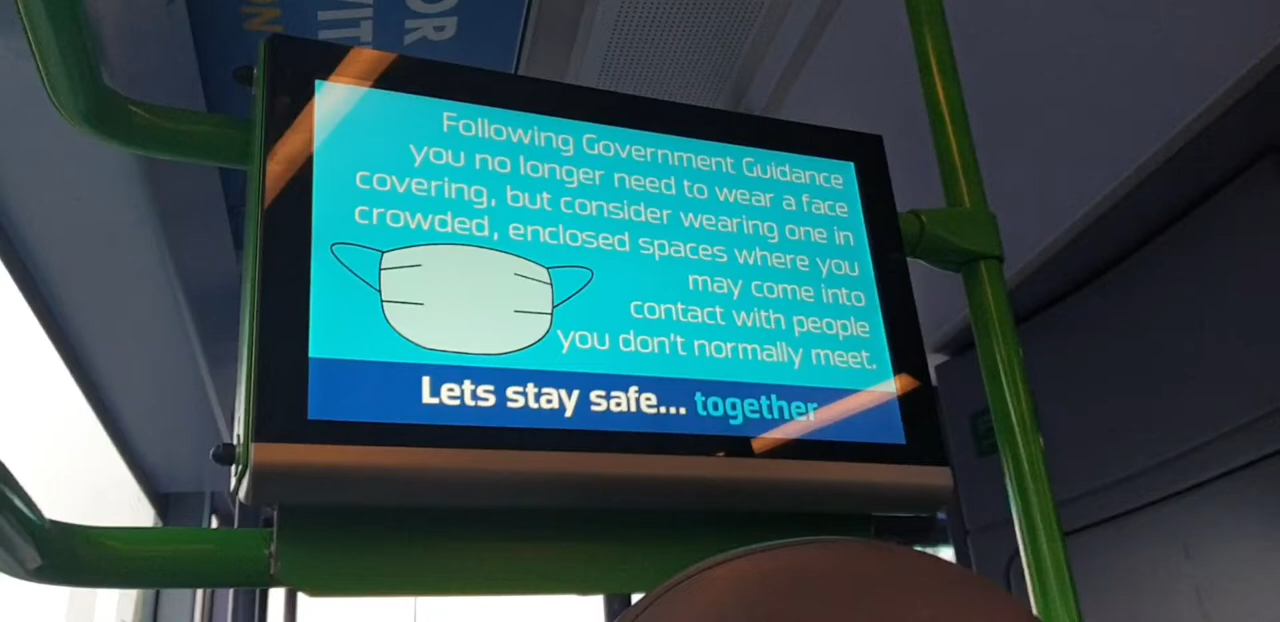 Following Government Guidance
you no longer need to wear a face
covering, but consider wearing one in
crowded, enclosed spaces where you
may come into
contact with people
you don't normally meet.
Lets stay safe... together